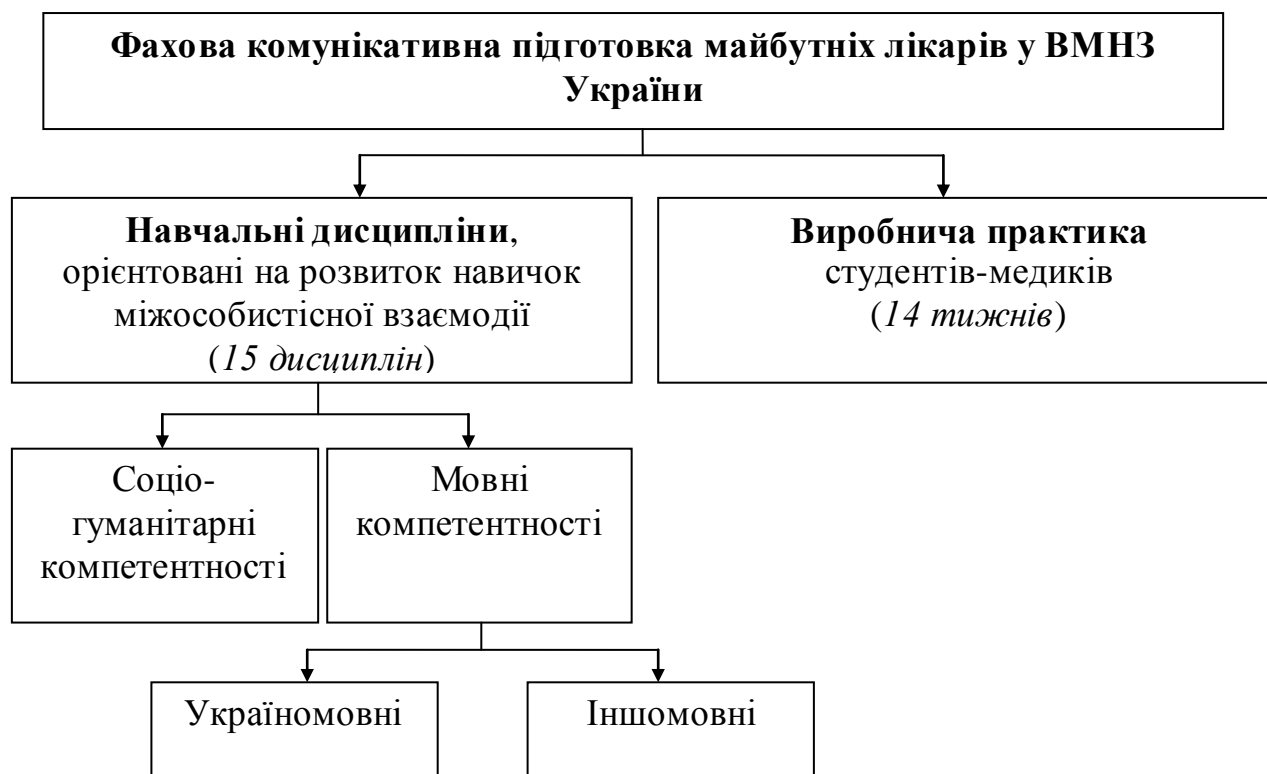 Фахова комунікативна підготовка майбутніх лікарів у ВМНЗ
України
Навчальні дисципліни,
орієнтовані на розвиток навичок
міжособистісної взаємодії
(15 дисциплін)
Виробнича практика
студентів-медиків
(14 тижнів)
Соціо-
гуманітарні
компетентності
Мовні
компетентності
Україномовні
Іншомовні